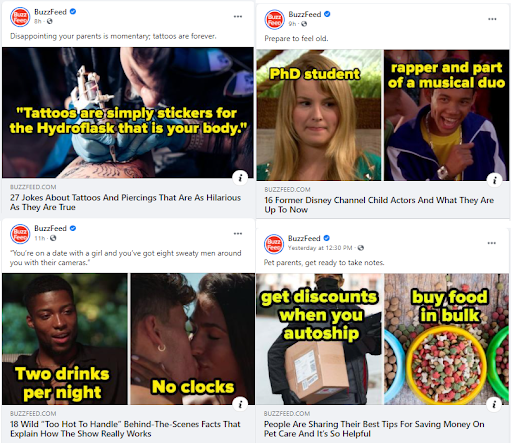 BuzzFeed
8h
Disappointing your parents is momentary; tattoos are forever.
"Tattoos are simply stickers for
the Hydroflask that is your body."
BUZZFEED.COM
27 Jokes About Tattoos And Piercings That Are As Hilarious
As They Are True
BuzzFeed
9h
Prepare to feel old.
PhD student
rapper and part
of a musical duo
BUZZFEED.COM
16 Former Disney Channel Child Actors And What They Are
Up To Now
BuzzFeed
11h
"You're on a date with a girl and you've got eight sweaty men around
you with their cameras."
Two drinks
per night
No clocks
BUZZFEED.COM
18 Wild "Too Hot To Handle" Behind-The-Scenes Facts That
Explain How The Show Really Works
BuzzFeed
Yesterday at 12:30 PM
Pet parents, get ready to take notes.
get discounts
when you
autoship
buy food
in bulk
BUZZFEED.COM
People Are Sharing Their Best Tips For Saving Money On
Pet Care And It's So Helpful